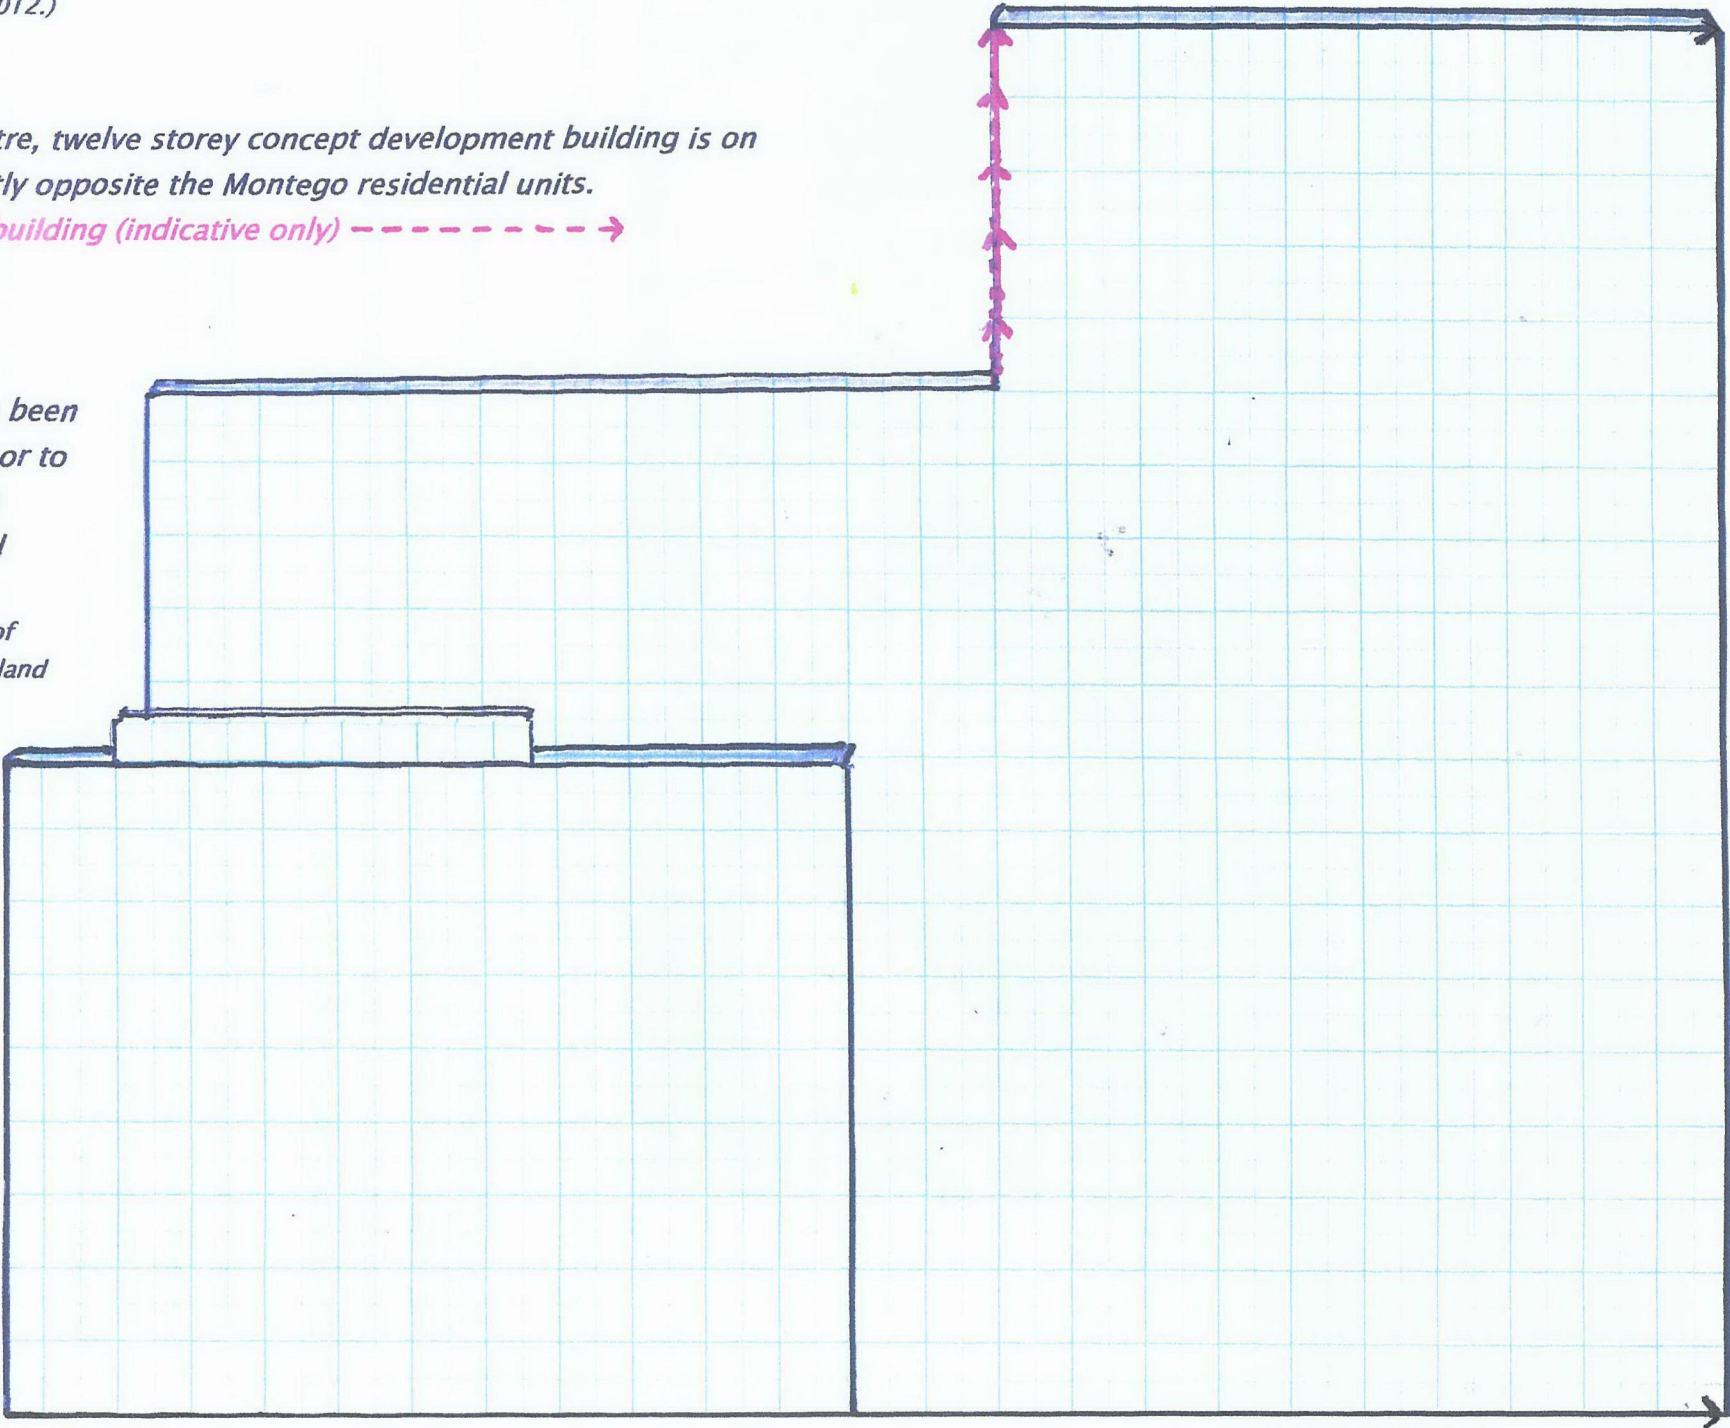 012.)
tre, twelve storey concept development building is on
tly opposite the Montego residential units.
building (indicative only)
been
or to
l
of
land